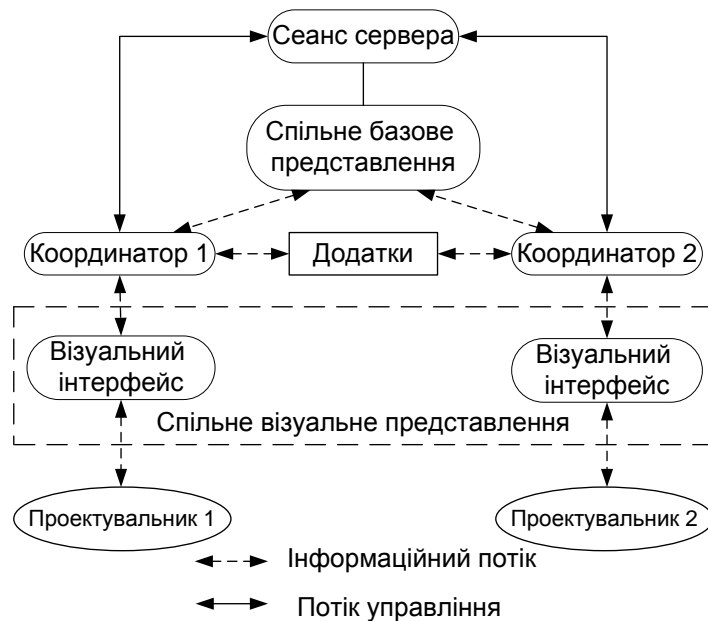 Сеанс сервера
Спільне базове
представлення
Координатор 1
Додатки
Координатор 2
Візуальний
інтерфейс
Візуальний
інтерфейс
Спільне візуальне представлення
Проектувальник 1
Проектувальник 2
Інформаційний потік
Потік управління